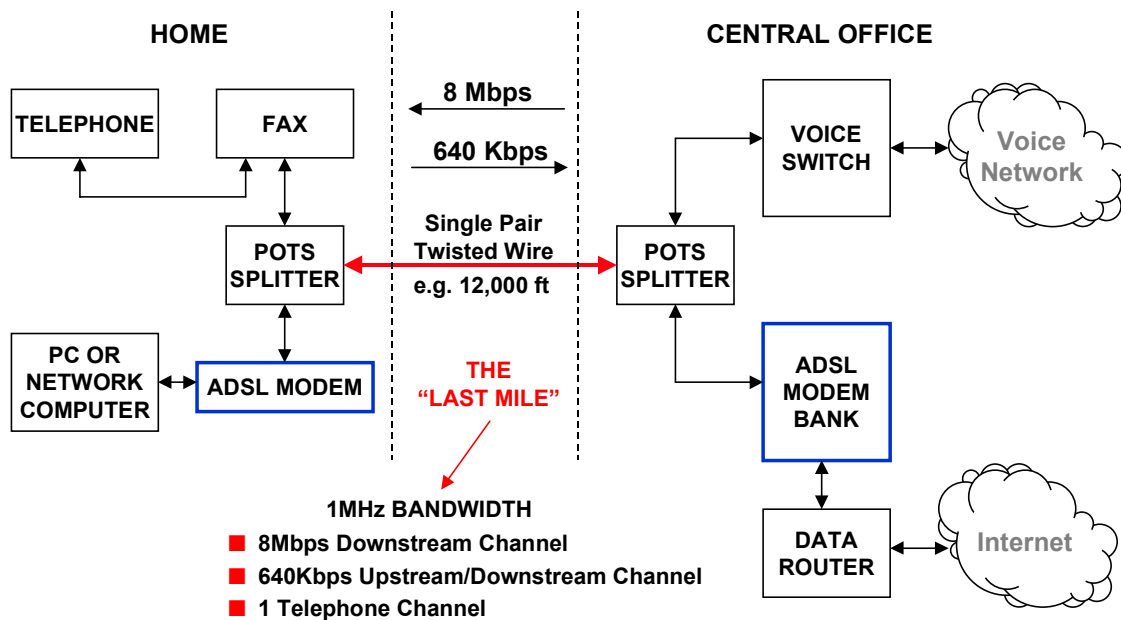 HOME
CENTRAL OFFICE
TELEPHONE
FAX
8 Mbps
640 Kbps
VOICE
SWITCH
Voice
Network
POTS
SPLITTER
Single Pair
Twisted Wire
e.g. 12,000 ft
POTS
SPLITTER
PC OR
NETWORK
COMPUTER
ADSL MODEM
THE
“LAST MILE”
ADSL
MODEM
BANK
1MHz BANDWIDTH
8Mbps Downstream Channel
640Kbps Upstream/Downstream Channel
1 Telephone Channel
DATA
ROUTER
Internet